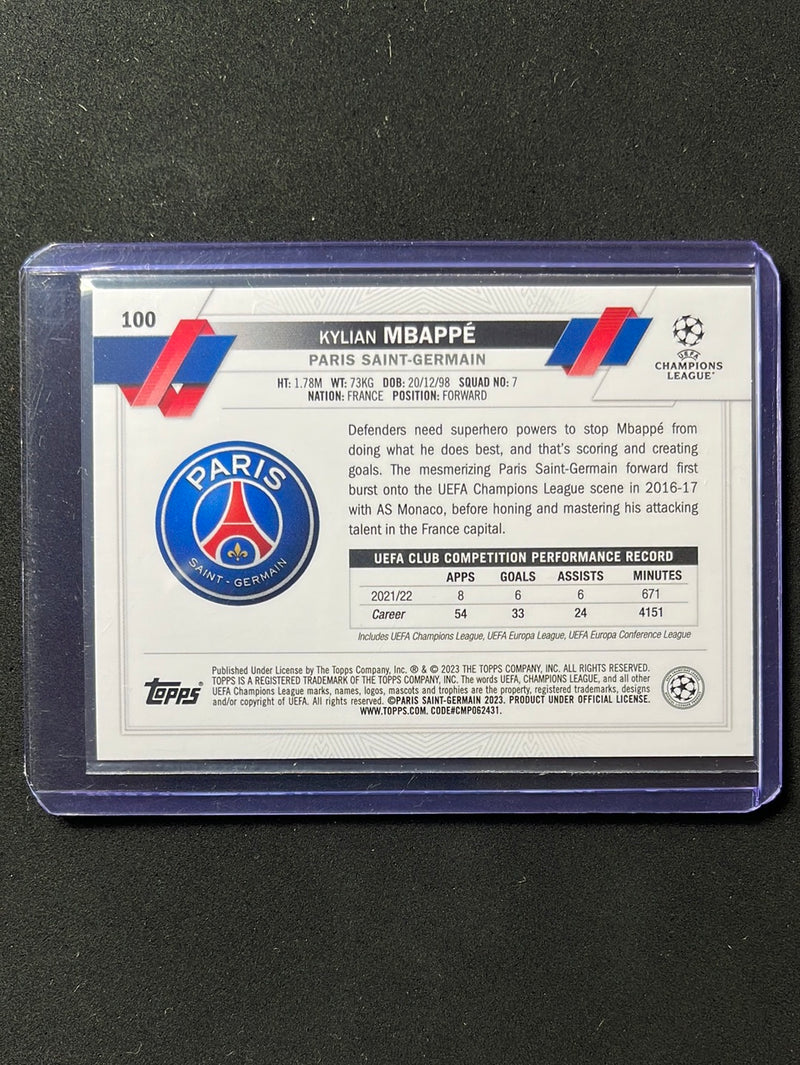 100
KYLIAN MBAPPÉ
PARIS SAINT-GERMAIN
HT: 1.78M WT: 73KG DOB: 20/12/98 SQUAD NO: 7
NATION: FRANCE POSITION: FORWARD
UEFA
CHAMPIONS
LEAGUE
PARIS
SAINT-GERMAIN
Defenders need superhero powers to stop Mbappé from
doing what he does best, and that's scoring and creating
goals. The mesmerizing Paris Saint-Germain forward first
burst onto the UEFA Champions League scene in 2016-17
with AS Monaco, before honing and mastering his attacking
talent in the France capital.
UEFA CLUB COMPETITION PERFORMANCE RECORD
APPS GOALS ASSISTS MINUTES
2021/22 8 6 6 671
Career 54 33 24 4151
Includes UEFA Champions League, UEFA Europa League, UEFA Europa Conference League
TOPPS®
Published Under License by The Topps Company, Inc. ® & © 2023 THE TOPPS COMPANY, INC. ALL RIGHTS RESERVED.
TOPPS IS A REGISTERED TRADEMARK OF THE TOPPS COMPANY, INC. The words UEFA, CHAMPIONS LEAGUE, and all other
UEFA Champions League marks, names, logos, mascots and trophies are the property, registered trademarks, designs
and/or copyright of UEFA. All rights reserved. ©PARIS SAINT-GERMAIN 2023. PRODUCT UNDER OFFICIAL LICENSE.
WWW.TOPPS.COM. CODE#CMP062431.